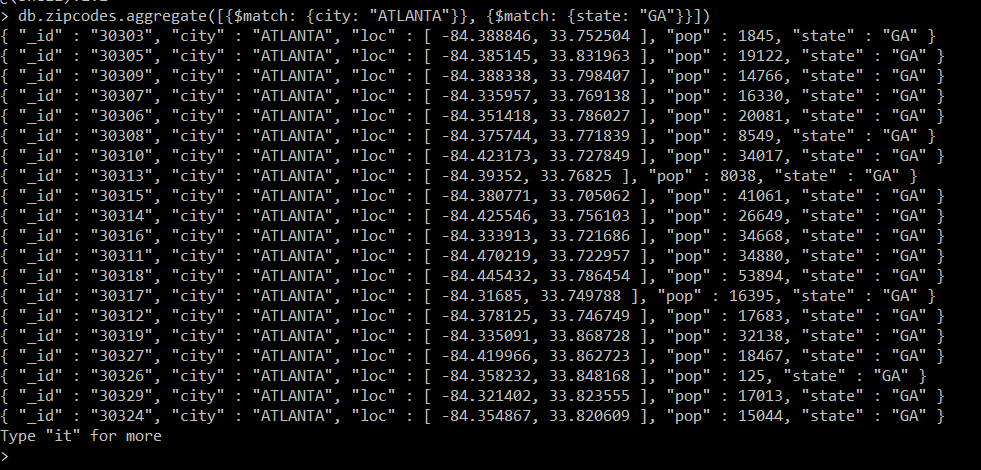 > db.zipcodes.aggregate([{$match: {city: "ATLANTA"}}, {$match: {state: "GA"}}])
{ "_id" : "30303", "city" : "ATLANTA", "loc" : [ -84.388846, 33.752504 ], "pop" : 1845, "state" : "GA" }
{ "_id" : "30305", "city" : "ATLANTA", "loc" : [ -84.385145, 33.831963 ], "pop" : 19122, "state" : "GA" }
{ "_id" : "30309", "city" : "ATLANTA", "loc" : [ -84.388338, 33.798407 ], "pop" : 14766, "state" : "GA" }
{ "_id" : "30307", "city" : "ATLANTA", "loc" : [ -84.335957, 33.769138 ], "pop" : 16330, "state" : "GA" }
{ "_id" : "30306", "city" : "ATLANTA", "loc" : [ -84.351418, 33.786027 ], "pop" : 20081, "state" : "GA" }
{ "_id" : "30308", "city" : "ATLANTA", "loc" : [ -84.375744, 33.771839 ], "pop" : 8549, "state" : "GA" }
{ "_id" : "30310", "city" : "ATLANTA", "loc" : [ -84.423173, 33.727849 ], "pop" : 34017, "state" : "GA" }
{ "_id" : "30313", "city" : "ATLANTA", "loc" : [ -84.39352, 33.76825 ], "pop" : 8038, "state" : "GA" }
{ "_id" : "30315", "city" : "ATLANTA", "loc" : [ -84.380771, 33.705062 ], "pop" : 41061, "state" : "GA" }
{ "_id" : "30314", "city" : "ATLANTA", "loc" : [ -84.425546, 33.756103 ], "pop" : 26649, "state" : "GA" }
{ "_id" : "30316", "city" : "ATLANTA", "loc" : [ -84.333913, 33.721686 ], "pop" : 34668, "state" : "GA" }
{ "_id" : "30311", "city" : "ATLANTA", "loc" : [ -84.470219, 33.722957 ], "pop" : 34880, "state" : "GA" }
{ "_id" : "30318", "city" : "ATLANTA", "loc" : [ -84.445432, 33.786454 ], "pop" : 53894, "state" : "GA" }
{ "_id" : "30317", "city" : "ATLANTA", "loc" : [ -84.31685, 33.749788 ], "pop" : 16395, "state" : "GA" }
{ "_id" : "30312", "city" : "ATLANTA", "loc" : [ -84.378125, 33.746749 ], "pop" : 17683, "state" : "GA" }
{ "_id" : "30319", "city" : "ATLANTA", "loc" : [ -84.335091, 33.868728 ], "pop" : 32138, "state" : "GA" }
{ "_id" : "30327", "city" : "ATLANTA", "loc" : [ -84.419966, 33.862723 ], "pop" : 18467, "state" : "GA" }
{ "_id" : "30326", "city" : "ATLANTA", "loc" : [ -84.358232, 33.848168 ], "pop" : 125, "state" : "GA" }
{ "_id" : "30329", "city" : "ATLANTA", "loc" : [ -84.321402, 33.823555 ], "pop" : 17013, "state" : "GA" }
{ "_id" : "30324", "city" : "ATLANTA", "loc" : [ -84.354867, 33.820609 ], "pop" : 15044, "state" : "GA" }
Type "it" for more
>